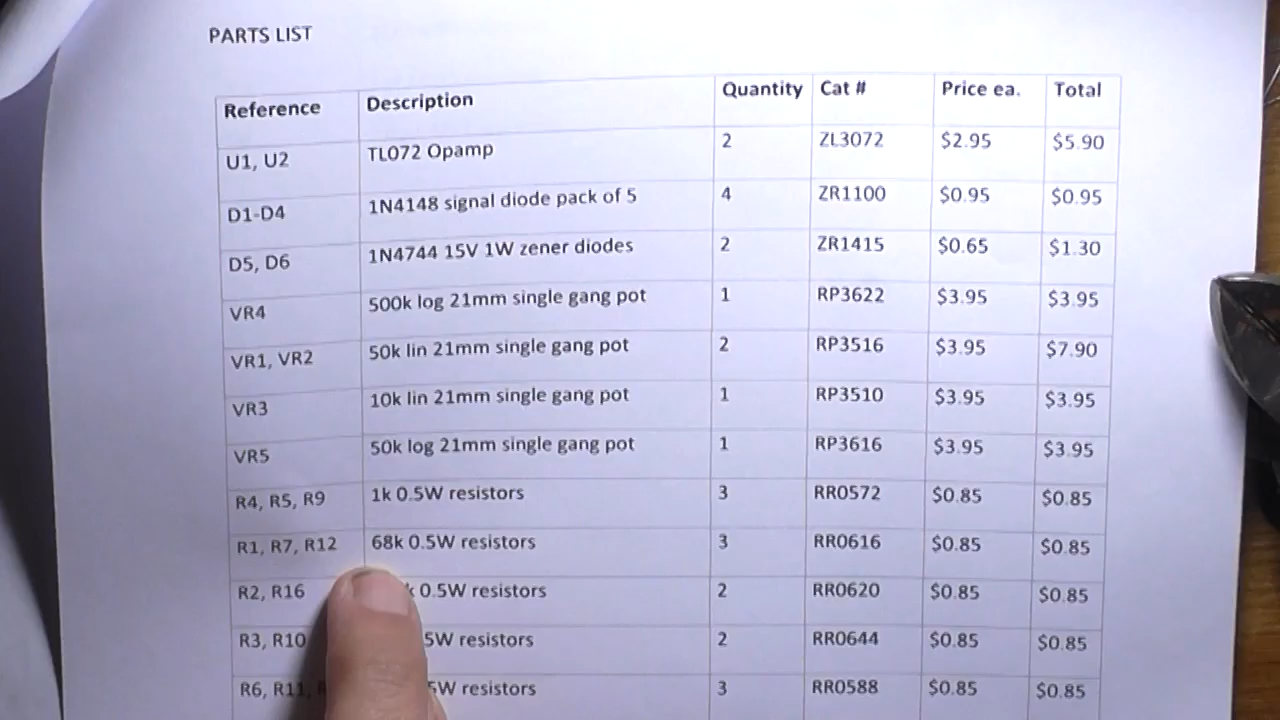 PARTS LIST
Reference Description Quantity Cat # Price ea. Total
U1, U2 TL072 Opamp 2 ZL3072 $2.95 $5.90
D1-D4 1N4148 signal diode pack of 5 4 ZR1100 $0.95 $0.95
D5, D6 1N4744 15V 1W zener diodes 2 ZR1415 $0.65 $1.30
VR4 500k log 21mm single gang pot 1 RP3622 $3.95 $3.95
VR1, VR2 50k lin 21mm single gang pot 2 RP3516 $3.95 $7.90
VR3 10k lin 21mm single gang pot 1 RP3510 $3.95 $3.95
VR5 50k log 21mm single gang pot 1 RP3616 $3.95 $3.95
R4, R5, R9 1k 0.5W resistors 3 RR0572 $0.85 $0.85
R1, R7, R12 68k 0.5W resistors 3 RR0616 $0.85 $0.85
R2, R16 0.5W resistors 2 RR0620 $0.85 $0.85
R3, R10 5W resistors 2 RR0644 $0.85 $0.85
R6, R11, resistors 3 RR0588 $0.85 $0.85